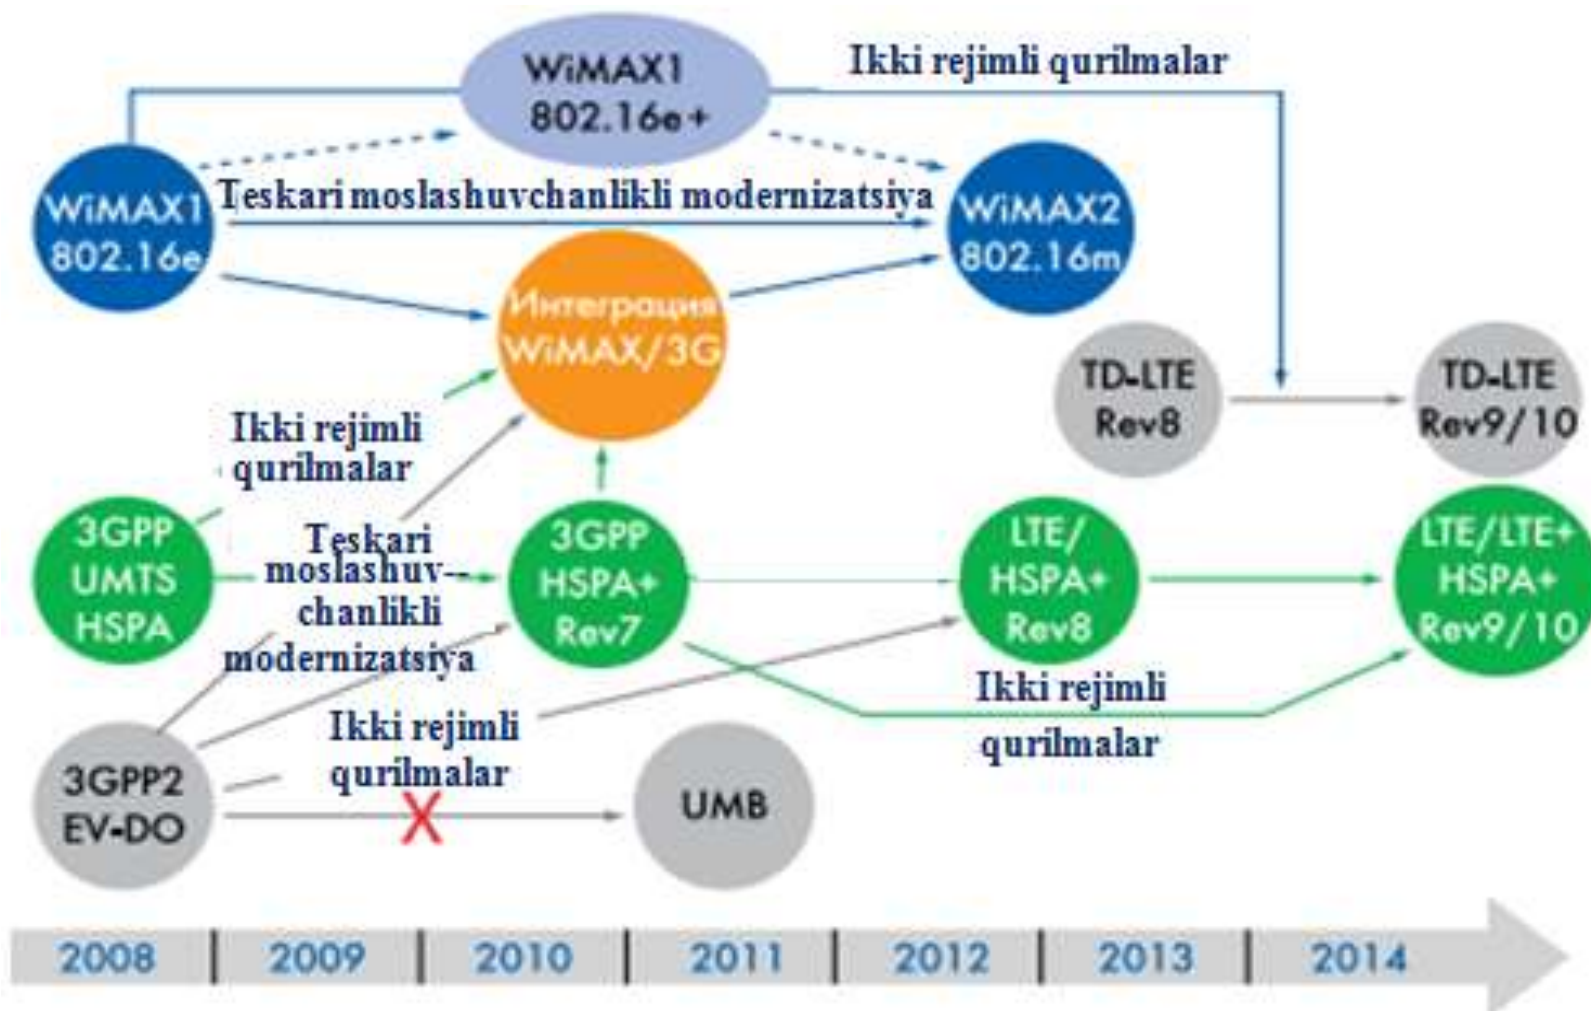 WiMAX1
802.16e+
Ikki rejimli qurilmalar
WiMAX1
802.16e
Teskari moslashuvchanlikli modernizatsiya
WiMAX2
802.16m
Интеграция
WiMAX/3G
TD-LTE
Rev8
TD-LTE
Rev9/10
Ikki rejimli
qurilmalar
3GPP
UMTS
HSPA
Teskari
moslashuv--
chanlikli
modernizatsiya
3GPP
HSPA+
Rev7
LTE/
HSPA+
Rev8
LTE/LTE+
HSPA+
Rev9/10
Ikki rejimli
qurilmalar
Ikki rejimli
qurilmalar
3GPP2
EV-DO
X
UMB
2008 | 2009 | 2010 | 2011 | 2012 | 2013 | 2014